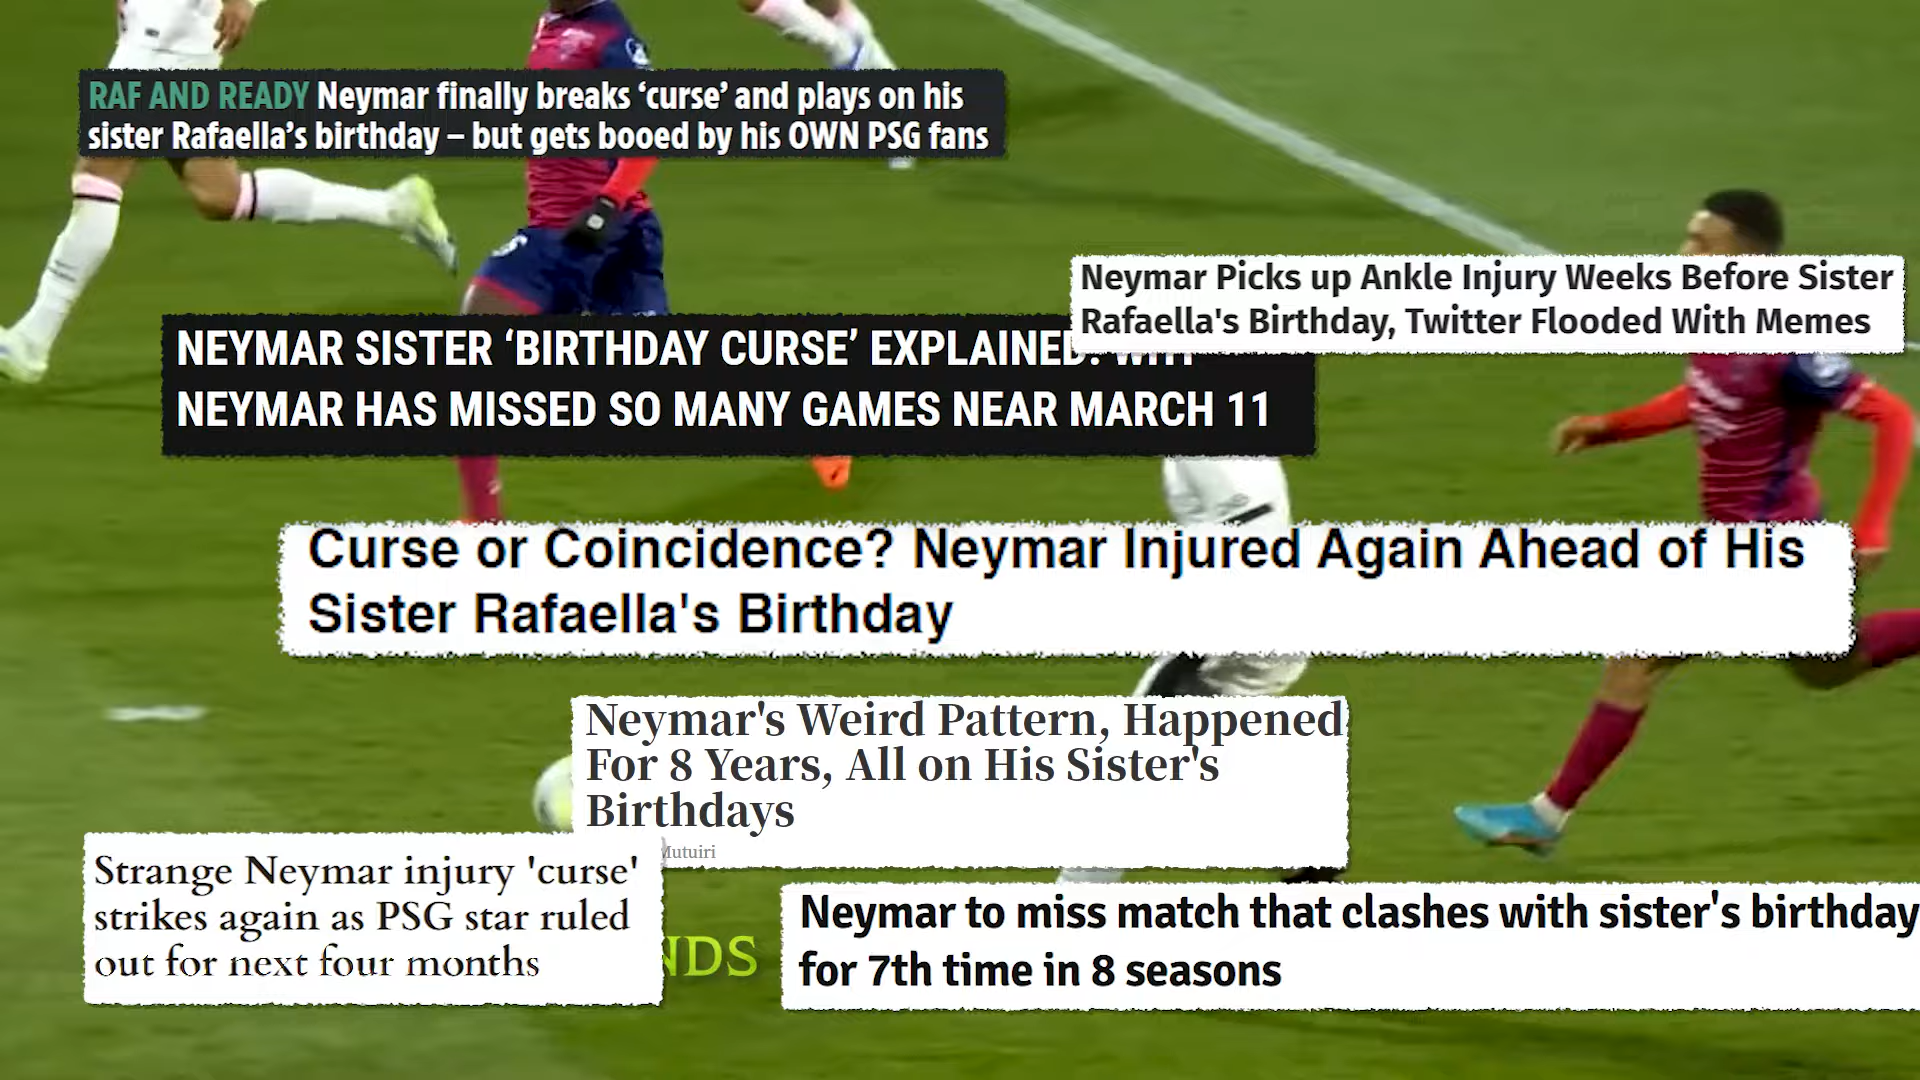 RAF AND READY Neymar finally breaks ‘curse’ and plays on his
sister Rafaella’s birthday – but gets booed by his OWN PSG fans
Neymar Picks up Ankle Injury Weeks Before Sister
Rafaella's Birthday, Twitter Flooded With Memes
NEYMAR SISTER ‘BIRTHDAY CURSE’ EXPLAINED: WHY
NEYMAR HAS MISSED SO MANY GAMES NEAR MARCH 11
Curse or Coincidence? Neymar Injured Again Ahead of His
Sister Rafaella's Birthday
Neymar's Weird Pattern, Happened
For 8 Years, All on His Sister's
Birthdays
Mutuiri
Strange Neymar injury 'curse'
strikes again as PSG star ruled
out for next four months
NDS
Neymar to miss match that clashes with sister's birthday
for 7th time in 8 seasons